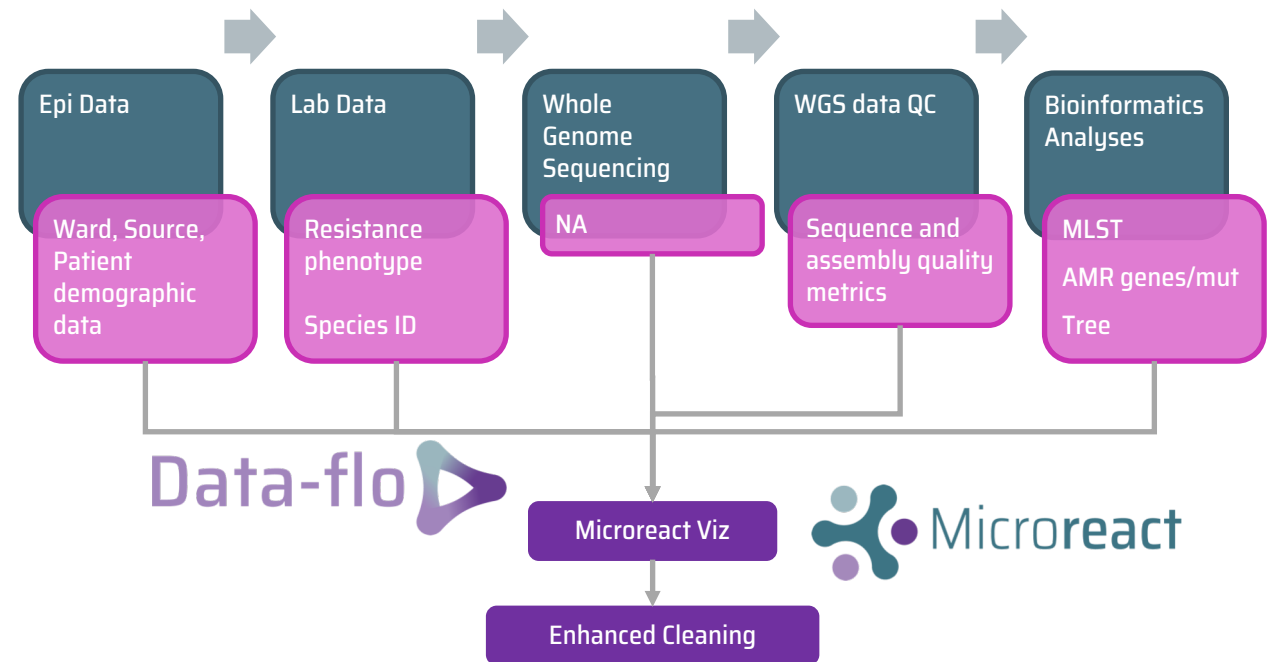 Epi Data
Lab Data
Whole
Genome
Sequencing
WGS data QC
Bioinformatics
Analyses
Ward, Source,
Patient
demographic
data
Resistance
phenotype
Species ID
NA
Sequence and
assembly quality
metrics
MLST
AMR genes/mut
Tree
Data-flo
Microreact Viz
Microreact
Enhanced Cleaning